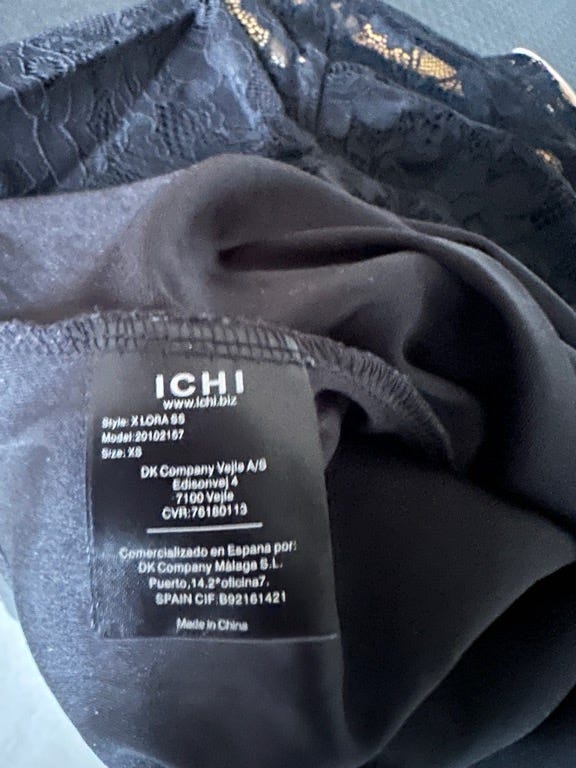 ICHI
www.ichi.biz
Style: X LORA SS
Model:20102157
Size: XS
DK Company Vejle A/S
Edisonvej 4
7100 Vejle
CVR:76180113
Comercializado en Espana por:
DK Company Málaga S.L.
Puerto,14.2ªoficina7.
SPAIN CIF:B92161421
Made in China